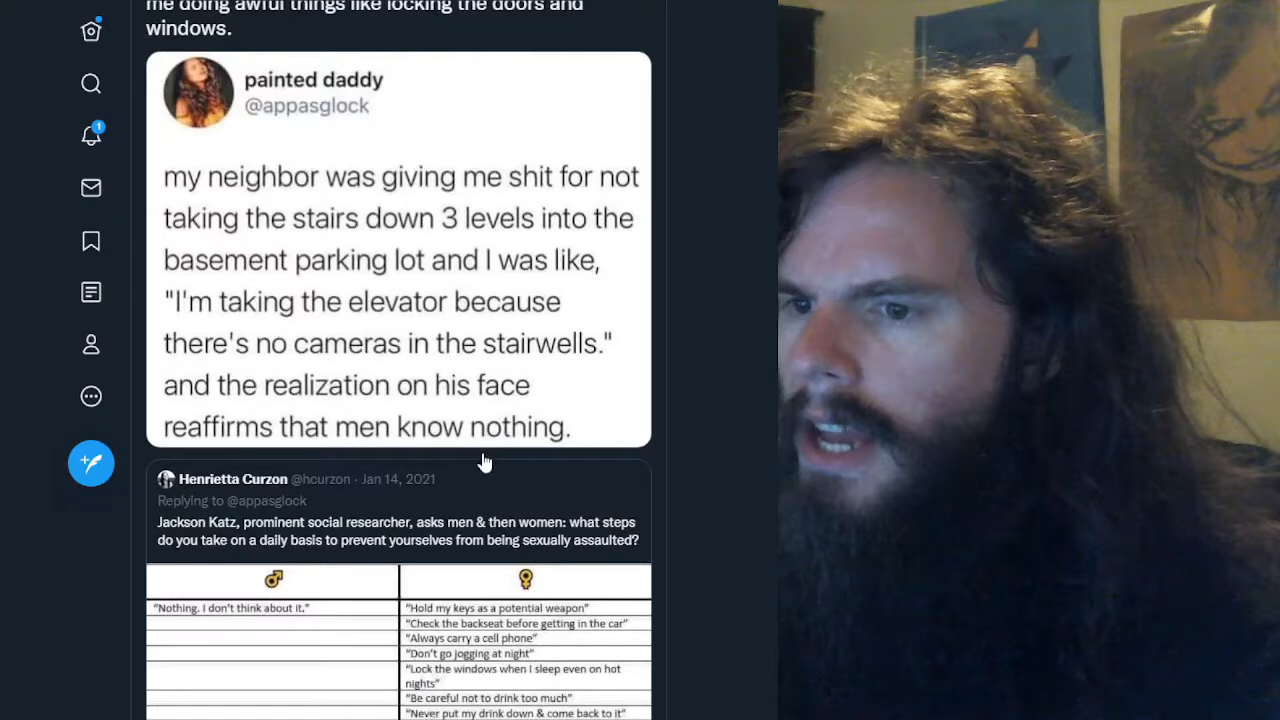 me doing awful things like locking the doors and
windows.
painted daddy
@appasglock
my neighbor was giving me shit for not
taking the stairs down 3 levels into the
basement parking lot and I was like,
"I'm taking the elevator because
there's no cameras in the stairwells."
and the realization on his face
reaffirms that men know nothing.
1
Henrietta Curzon @hcurzon · Jan 14, 2021
Replying to @appasglock
Jackson Katz, prominent social researcher, asks men & then women: what steps
do you take on a daily basis to prevent yourselves from being sexually assaulted?
♂ ♀
"Nothing. I don't think about it." "Hold my keys as a potential weapon"
"Check the backseat before getting in the car"
"Always carry a cell phone"
"Don't go jogging at night"
"Lock the windows when I sleep even on hot
nights"
"Be careful not to drink too much"
"Never put my drink down & come back to it"